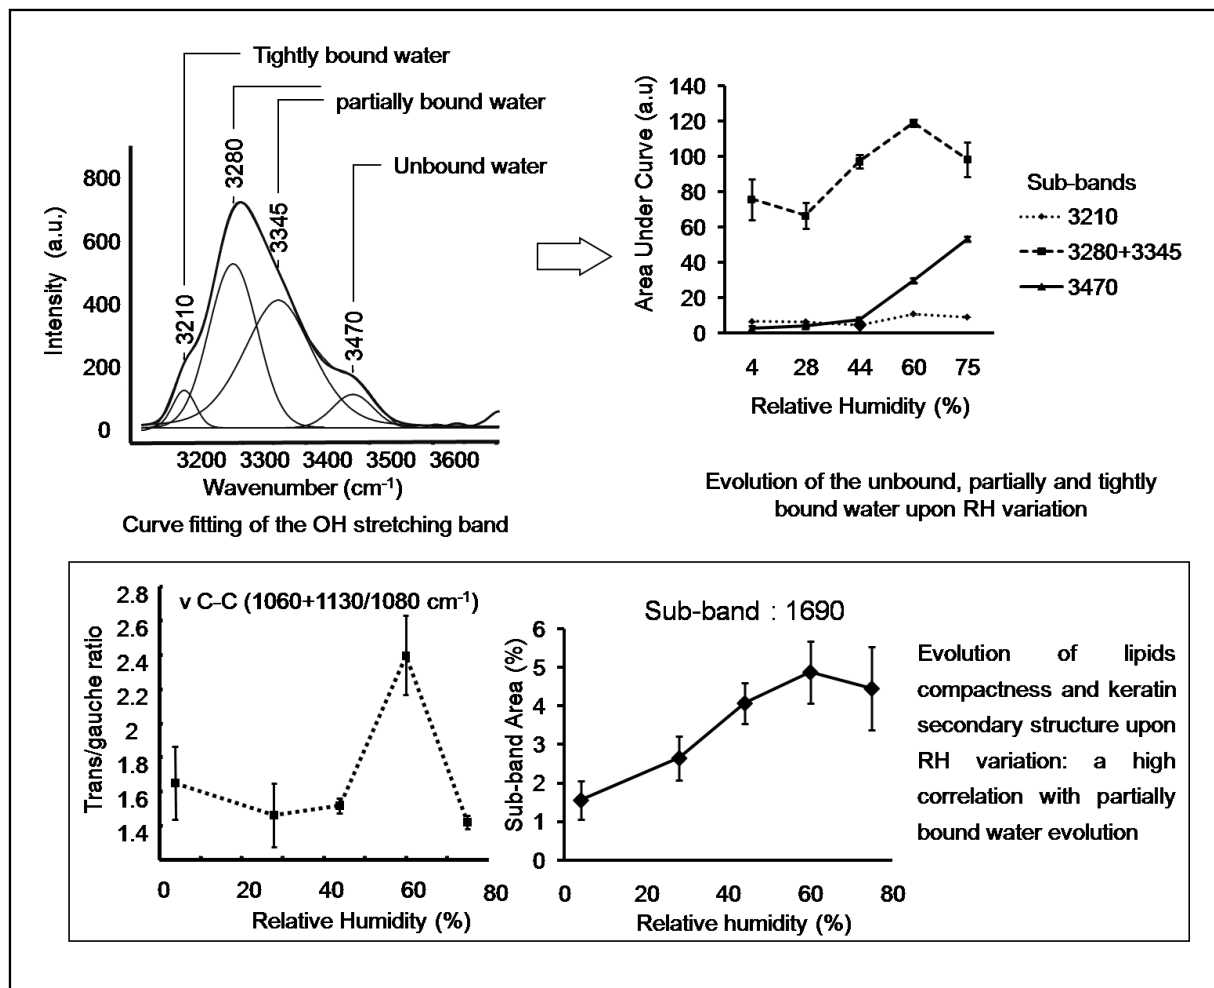 Tightly bound water
partially bound water
Unbound water
3210
3280
3345
3470
Intensity (a.u.)
800
600
400
200
0
3200 3300 3400 3500 3600
Wavenumber (cm⁻¹)
Curve fitting of the OH stretching band
Area Under Curve (a.u)
140
120
100
80
60
40
20
0
4 28 44 60 75
Relative Humidity (%)
Sub-bands
3210
3280+3345
3470
Evolution of the unbound, partially and tightly
bound water upon RH variation
ν C-C (1060+1130/1080 cm⁻¹)
Trans/gauche ratio
2.8
2.6
2.4
2.2
2
1.8
1.6
1.4
0 20 40 60 80
Relative Humidity (%)
Sub-band : 1690
Sub-band Area (%)
6
5
4
3
2
1
0
0 20 40 60 80
Relative humidity (%)
Evolution of lipids
compactness and keratin
secondary structure upon
RH variation: a high
correlation with partially
bound water evolution